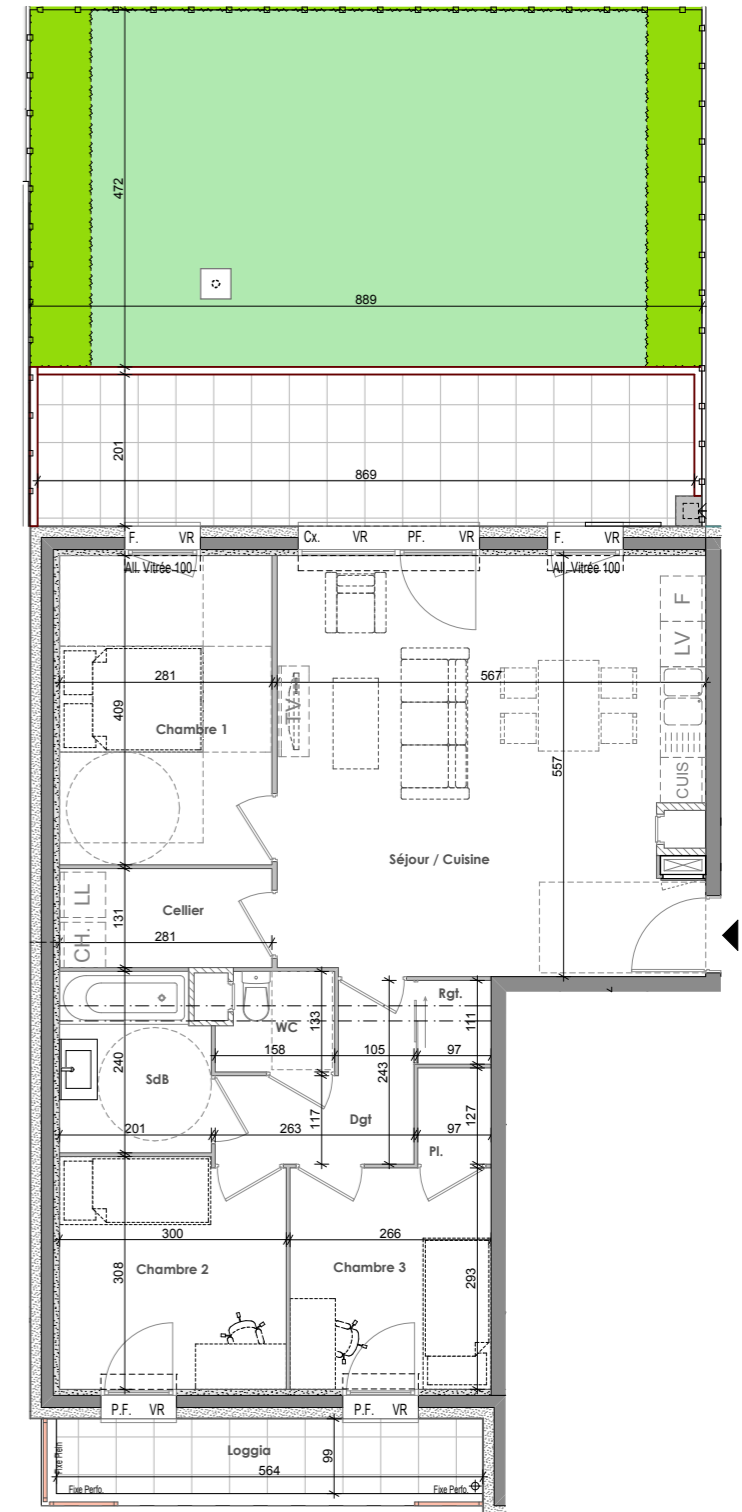 472
889
201
869
F. VR
Cx. VR PF. VR
F. VR
All. Vitrée 100
All. Vitrée 100
F
LV
281
567
409
TV
Chambre 1
557
CUIS
Séjour / Cuisine
LL
CH.
131
Cellier
281
Rgt.
133
WC
111
158
105
97
240
243
SdB
117
127
201
263
Dgt
97
Pl.
300
266
308
Chambre 2
Chambre 3
293
P.F. VR
P.F. VR
Loggia
99
564
Fixe Plein
Fixe Perfo.
Fixe Perfo.